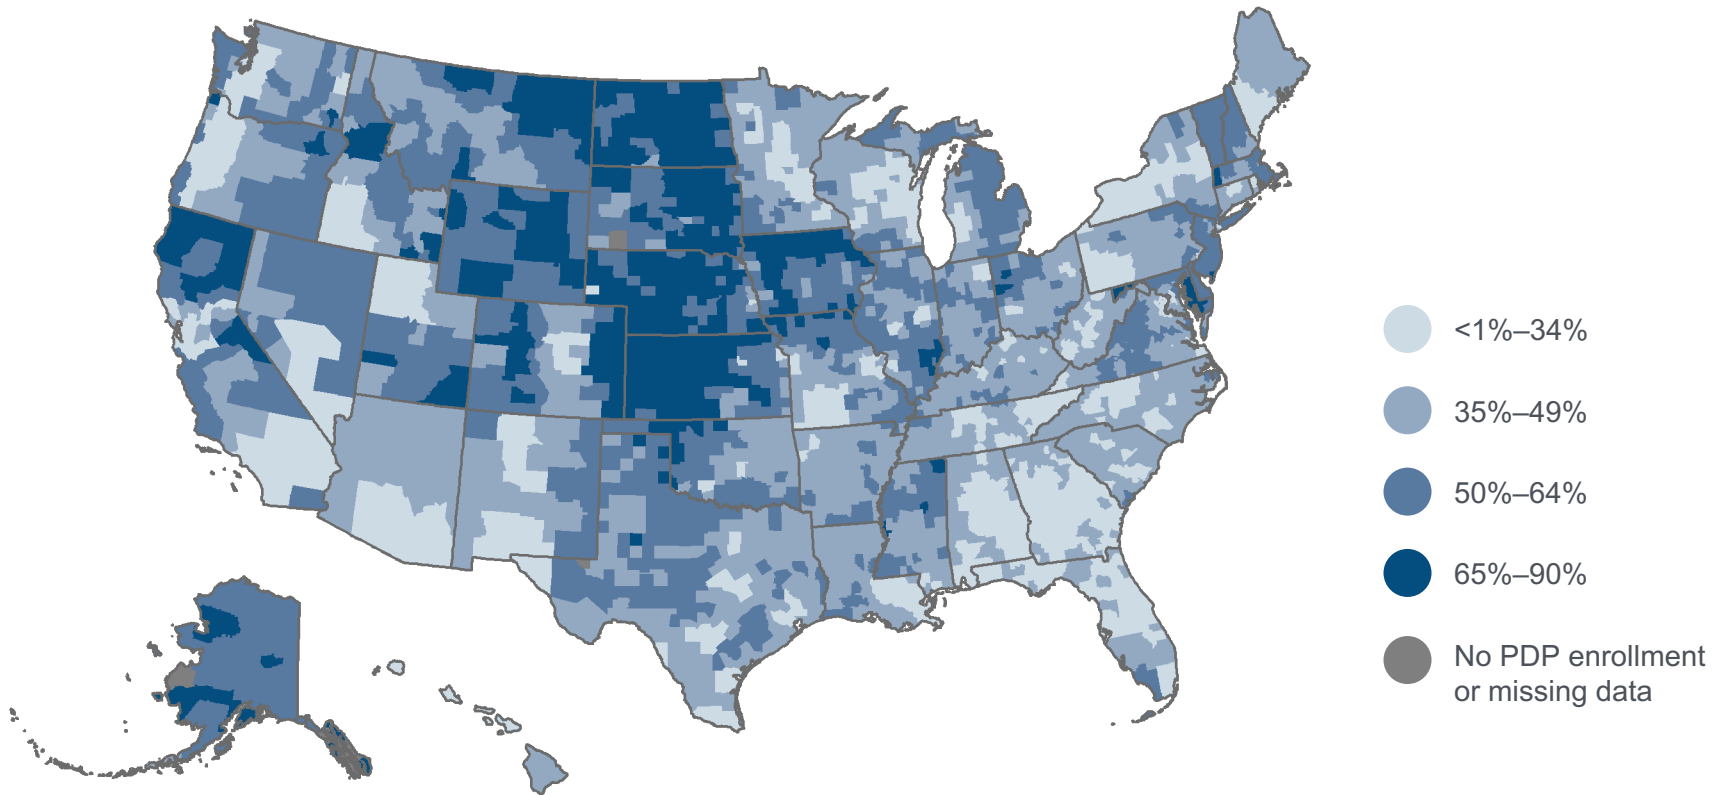 <1%–34%
35%–49%
50%–64%
65%–90%
No PDP enrollment
or missing data